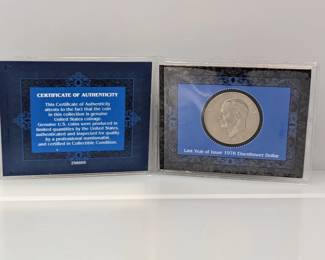 CERTIFICATE OF AUTHENTICITY
This Certificate of Authenticity
attests to the fact that the coin
in this collection is genuine
United States coinage
Genuine U.S. Coins were produced in
limited quantities by the United States,
authenticated and inspected for quality
by a professional numismatist,
and certified in Collectible Condition.
Last Year of Issue 1978 Eisenhower Dollar